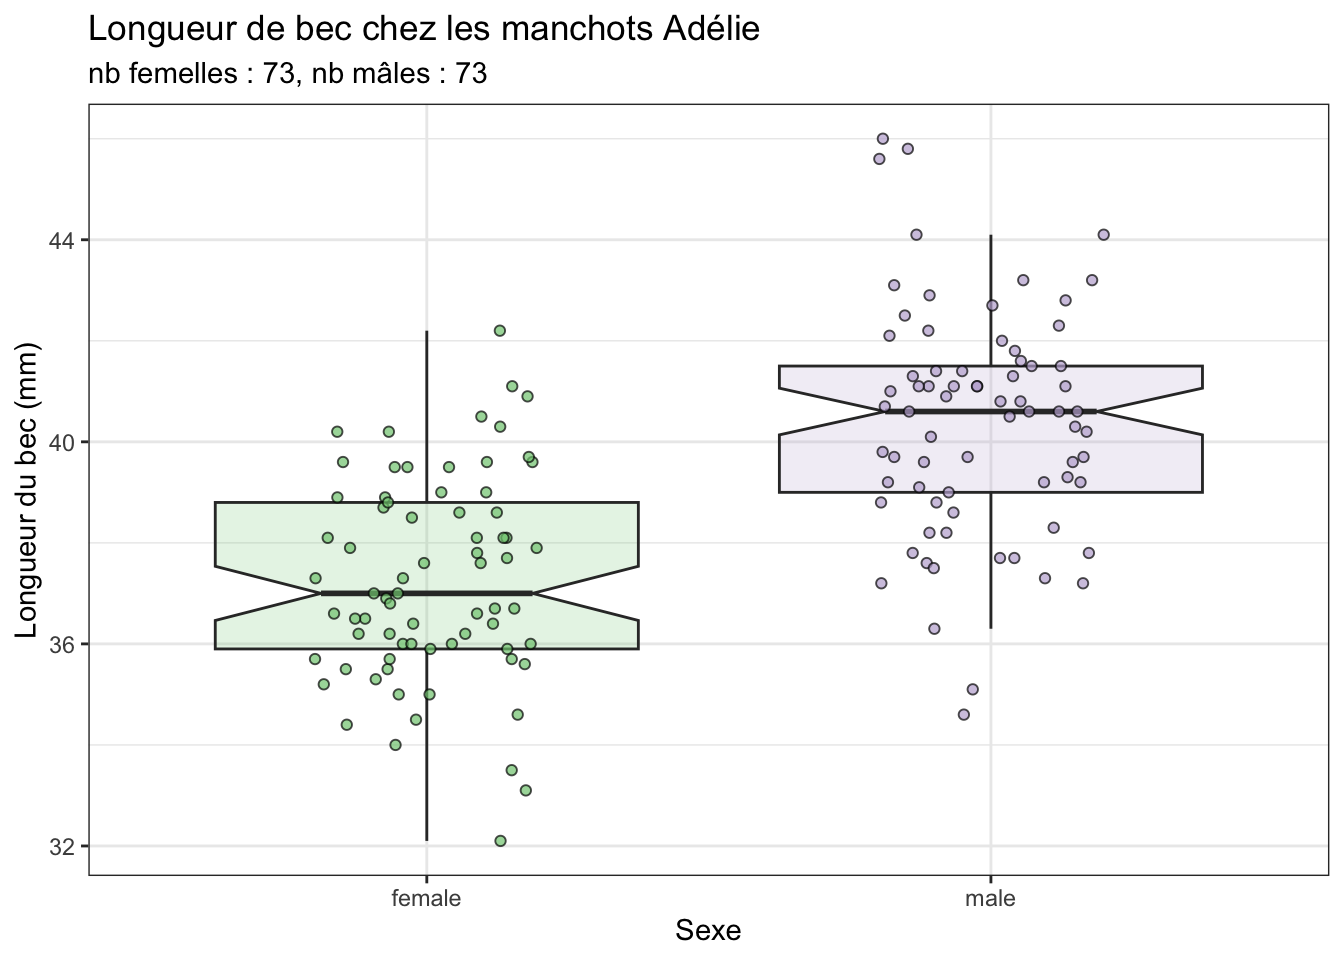 Longueur de bec chez les manchots Adélie
nb femelles : 73, nb mâles : 73
Longueur du bec (mm)
44
40
36
32
female
male
Sexe